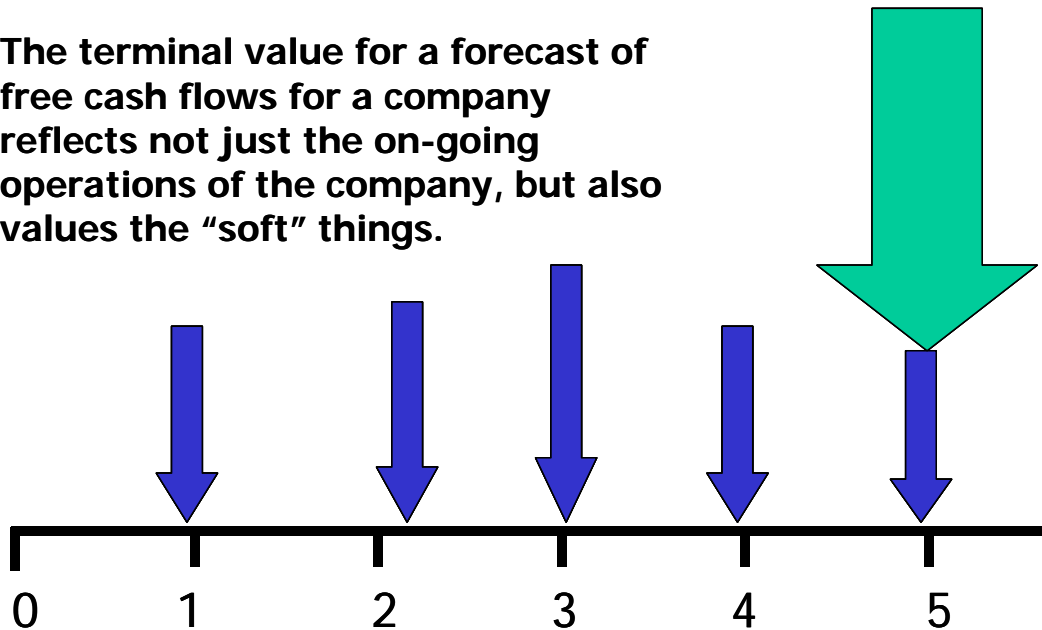 The terminal value for a forecast of
free cash flows for a company
reflects not just the on-going
operations of the company, but also
values the “soft” things.
0 1 2 3 4 5